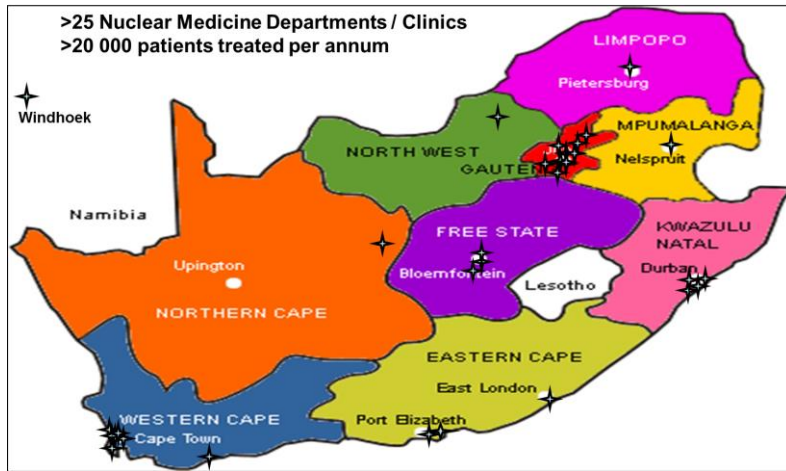 >25 Nuclear Medicine Departments / Clinics
>20 000 patients treated per annum
LIMPOPO
Pietersburg
Windhoek
MPUMALANGA
NORTH WEST
Nelspruit
GAUTEN
Namibia
KWAZULU
NATAL
FREE STATE
Upington
Bloemfontein
Durban
Lesotho
NORTHERN CAPE
EASTERN CAPE
East London
WESTERN CAPE
Port Elizabeth
Cape Town